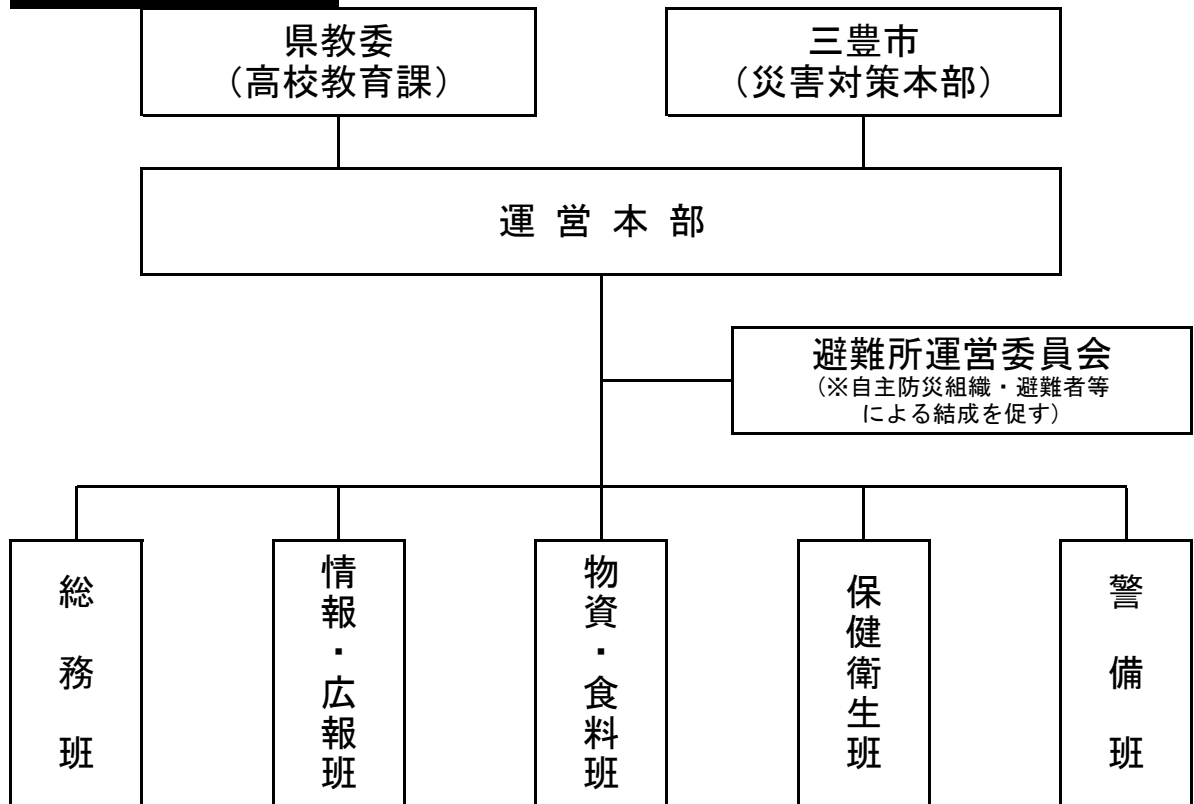 県教委
（高校教育課）
三豊市
（災害対策本部）
運営本部
避難所運営委員会
（※自主防災組織・避難者等
による結成を促す）
総務班
情報・広報班
物資・食料班
保健衛生班
警備班